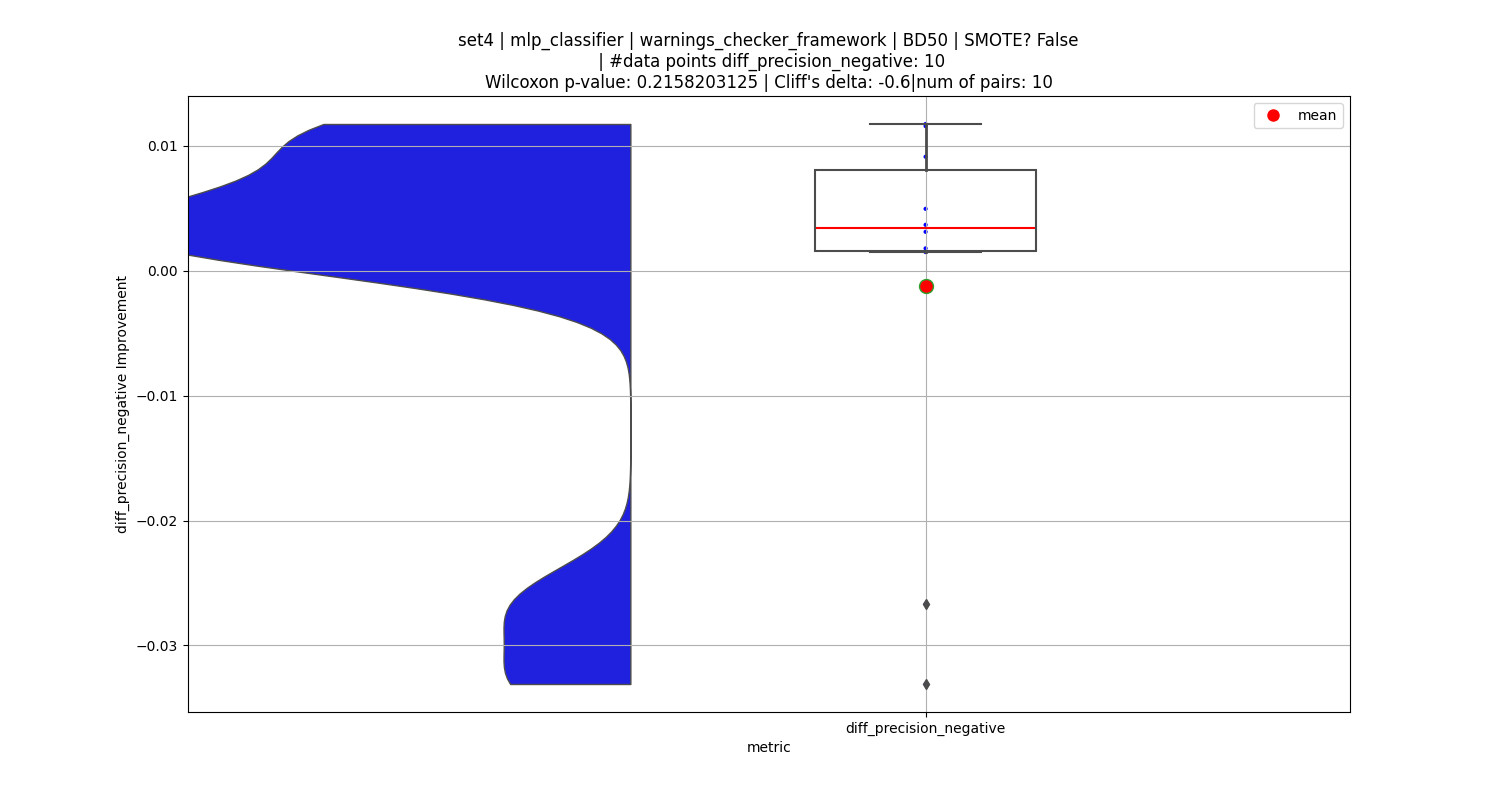 set4 | mlp_classifier | warnings_checker_framework | BD50 | SMOTE? False
| #data points diff_precision_negative: 10
Wilcoxon p-value: 0.2158203125 | Cliff's delta: -0.6|num of pairs: 10
mean
0.01
0.00
−0.01
−0.02
−0.03
diff_precision_negative Improvement
diff_precision_negative
metric